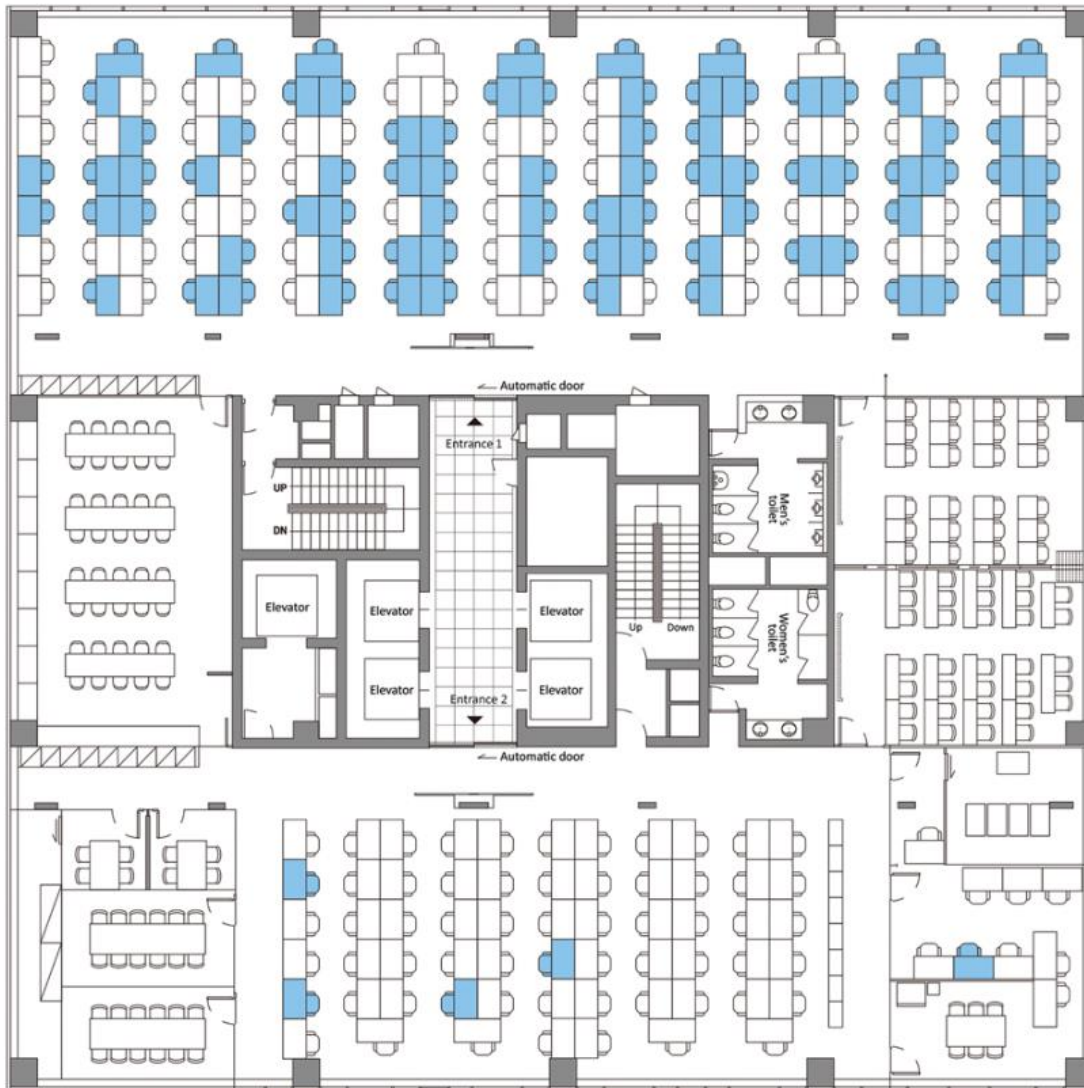 Automatic door
Entrance 1
UP
DN
Men's
toilet
Elevator
Elevator
Elevator
Up
Down
Women's
toilet
Elevator
Elevator
Entrance 2
Automatic door